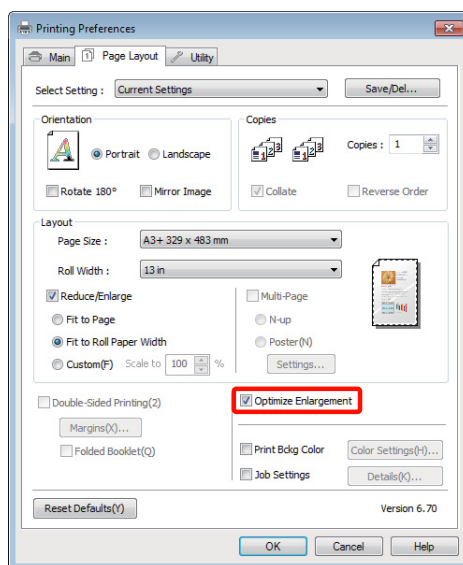 Printing Preferences
Main
Page Layout
Utility
Select Setting :
Current Settings
Save/Del...
Orientation
Portrait
Landscape
Rotate 180°
Mirror Image
Copies
Copies :
1
Collate
Reverse Order
Layout
Page Size :
A3+ 329 x 483 mm
Roll Width :
13 in
Reduce/Enlarge
Fit to Page
Fit to Roll Paper Width
Custom(F)
Scale to
100
%
Multi-Page
N-up
Poster(N)
Settings...
Double-Sided Printing(2)
Margins(X)...
Folded Booklet(Q)
Optimize Enlargement
Print Bckg Color
Color Settings(H)...
Job Settings
Details(K)...
Reset Defaults(Y)
Version 6.70
OK
Cancel
Help